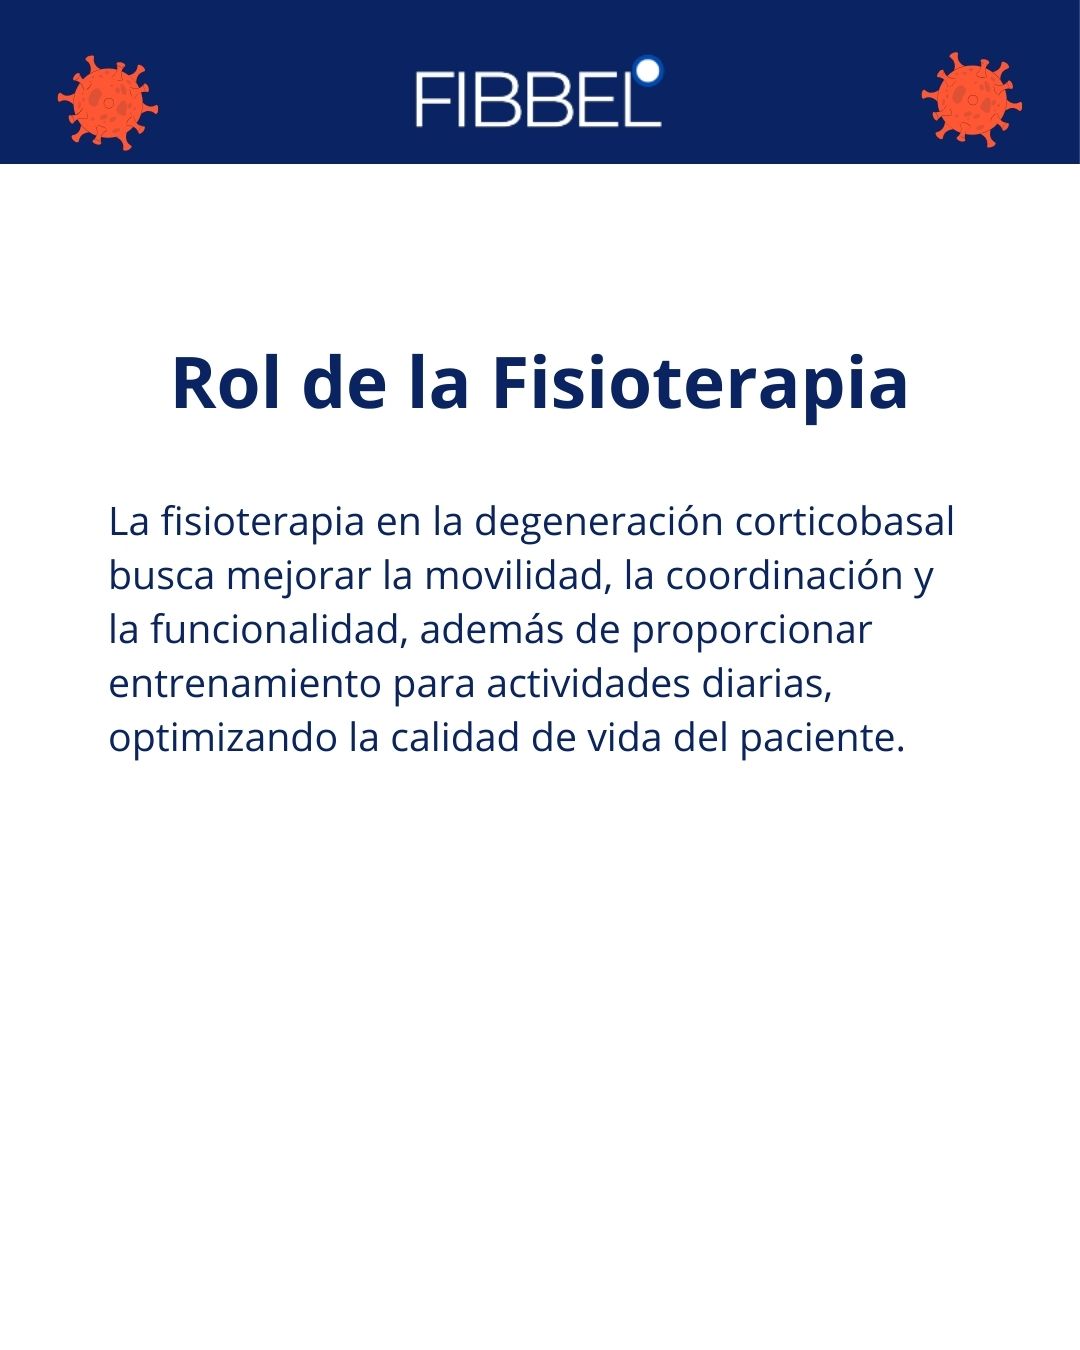 FIBBEL
Rol de la Fisioterapia
La fisioterapia en la degeneración corticobasal
busca mejorar la movilidad, la coordinación y
la funcionalidad, además de proporcionar
entrenamiento para actividades diarias,
optimizando la calidad de vida del paciente.